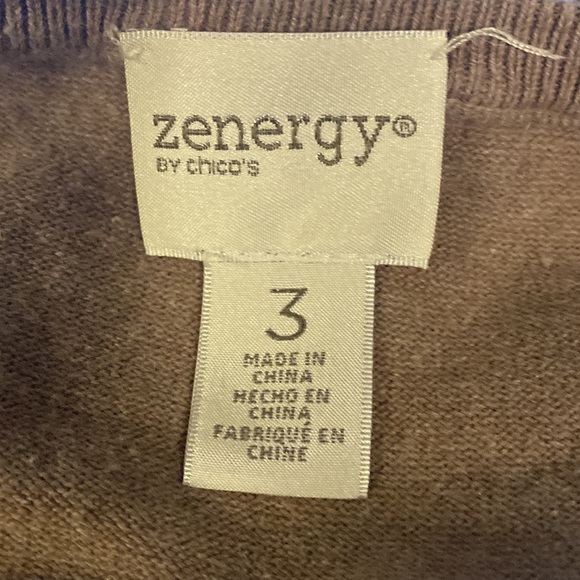 zenergy®
BY chico's
3
MADE IN
CHINA
HECHO EN
CHINA
FABRIQUÉ EN
CHINE